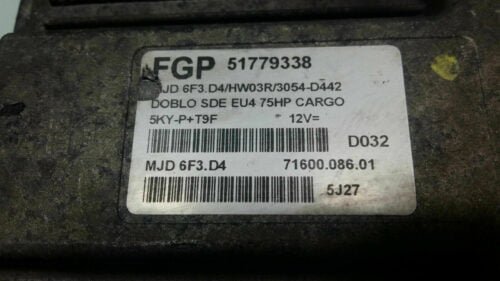 FGP 51779338
MJD 6F3.D4/HW03R/3054-D442
DOBLO SDE EU4 75HP CARGO
5KY-P+T9F 12V=
D032
MJD 6F3.D4 71600.086.01
5J27